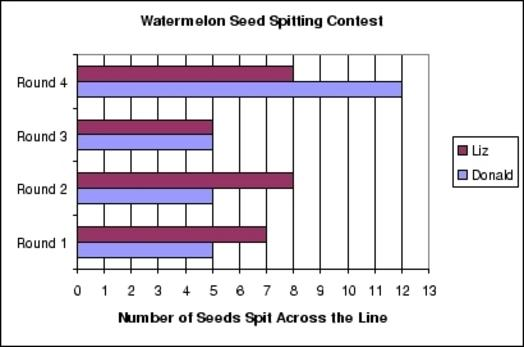 Watermelon Seed Spitting Contest
Round 4
Round 3
Round 2
Round 1
Liz
Donald
0 1 2 3 4 5 6 7 8 9 10 11 12 13
Number of Seeds Spit Across the Line